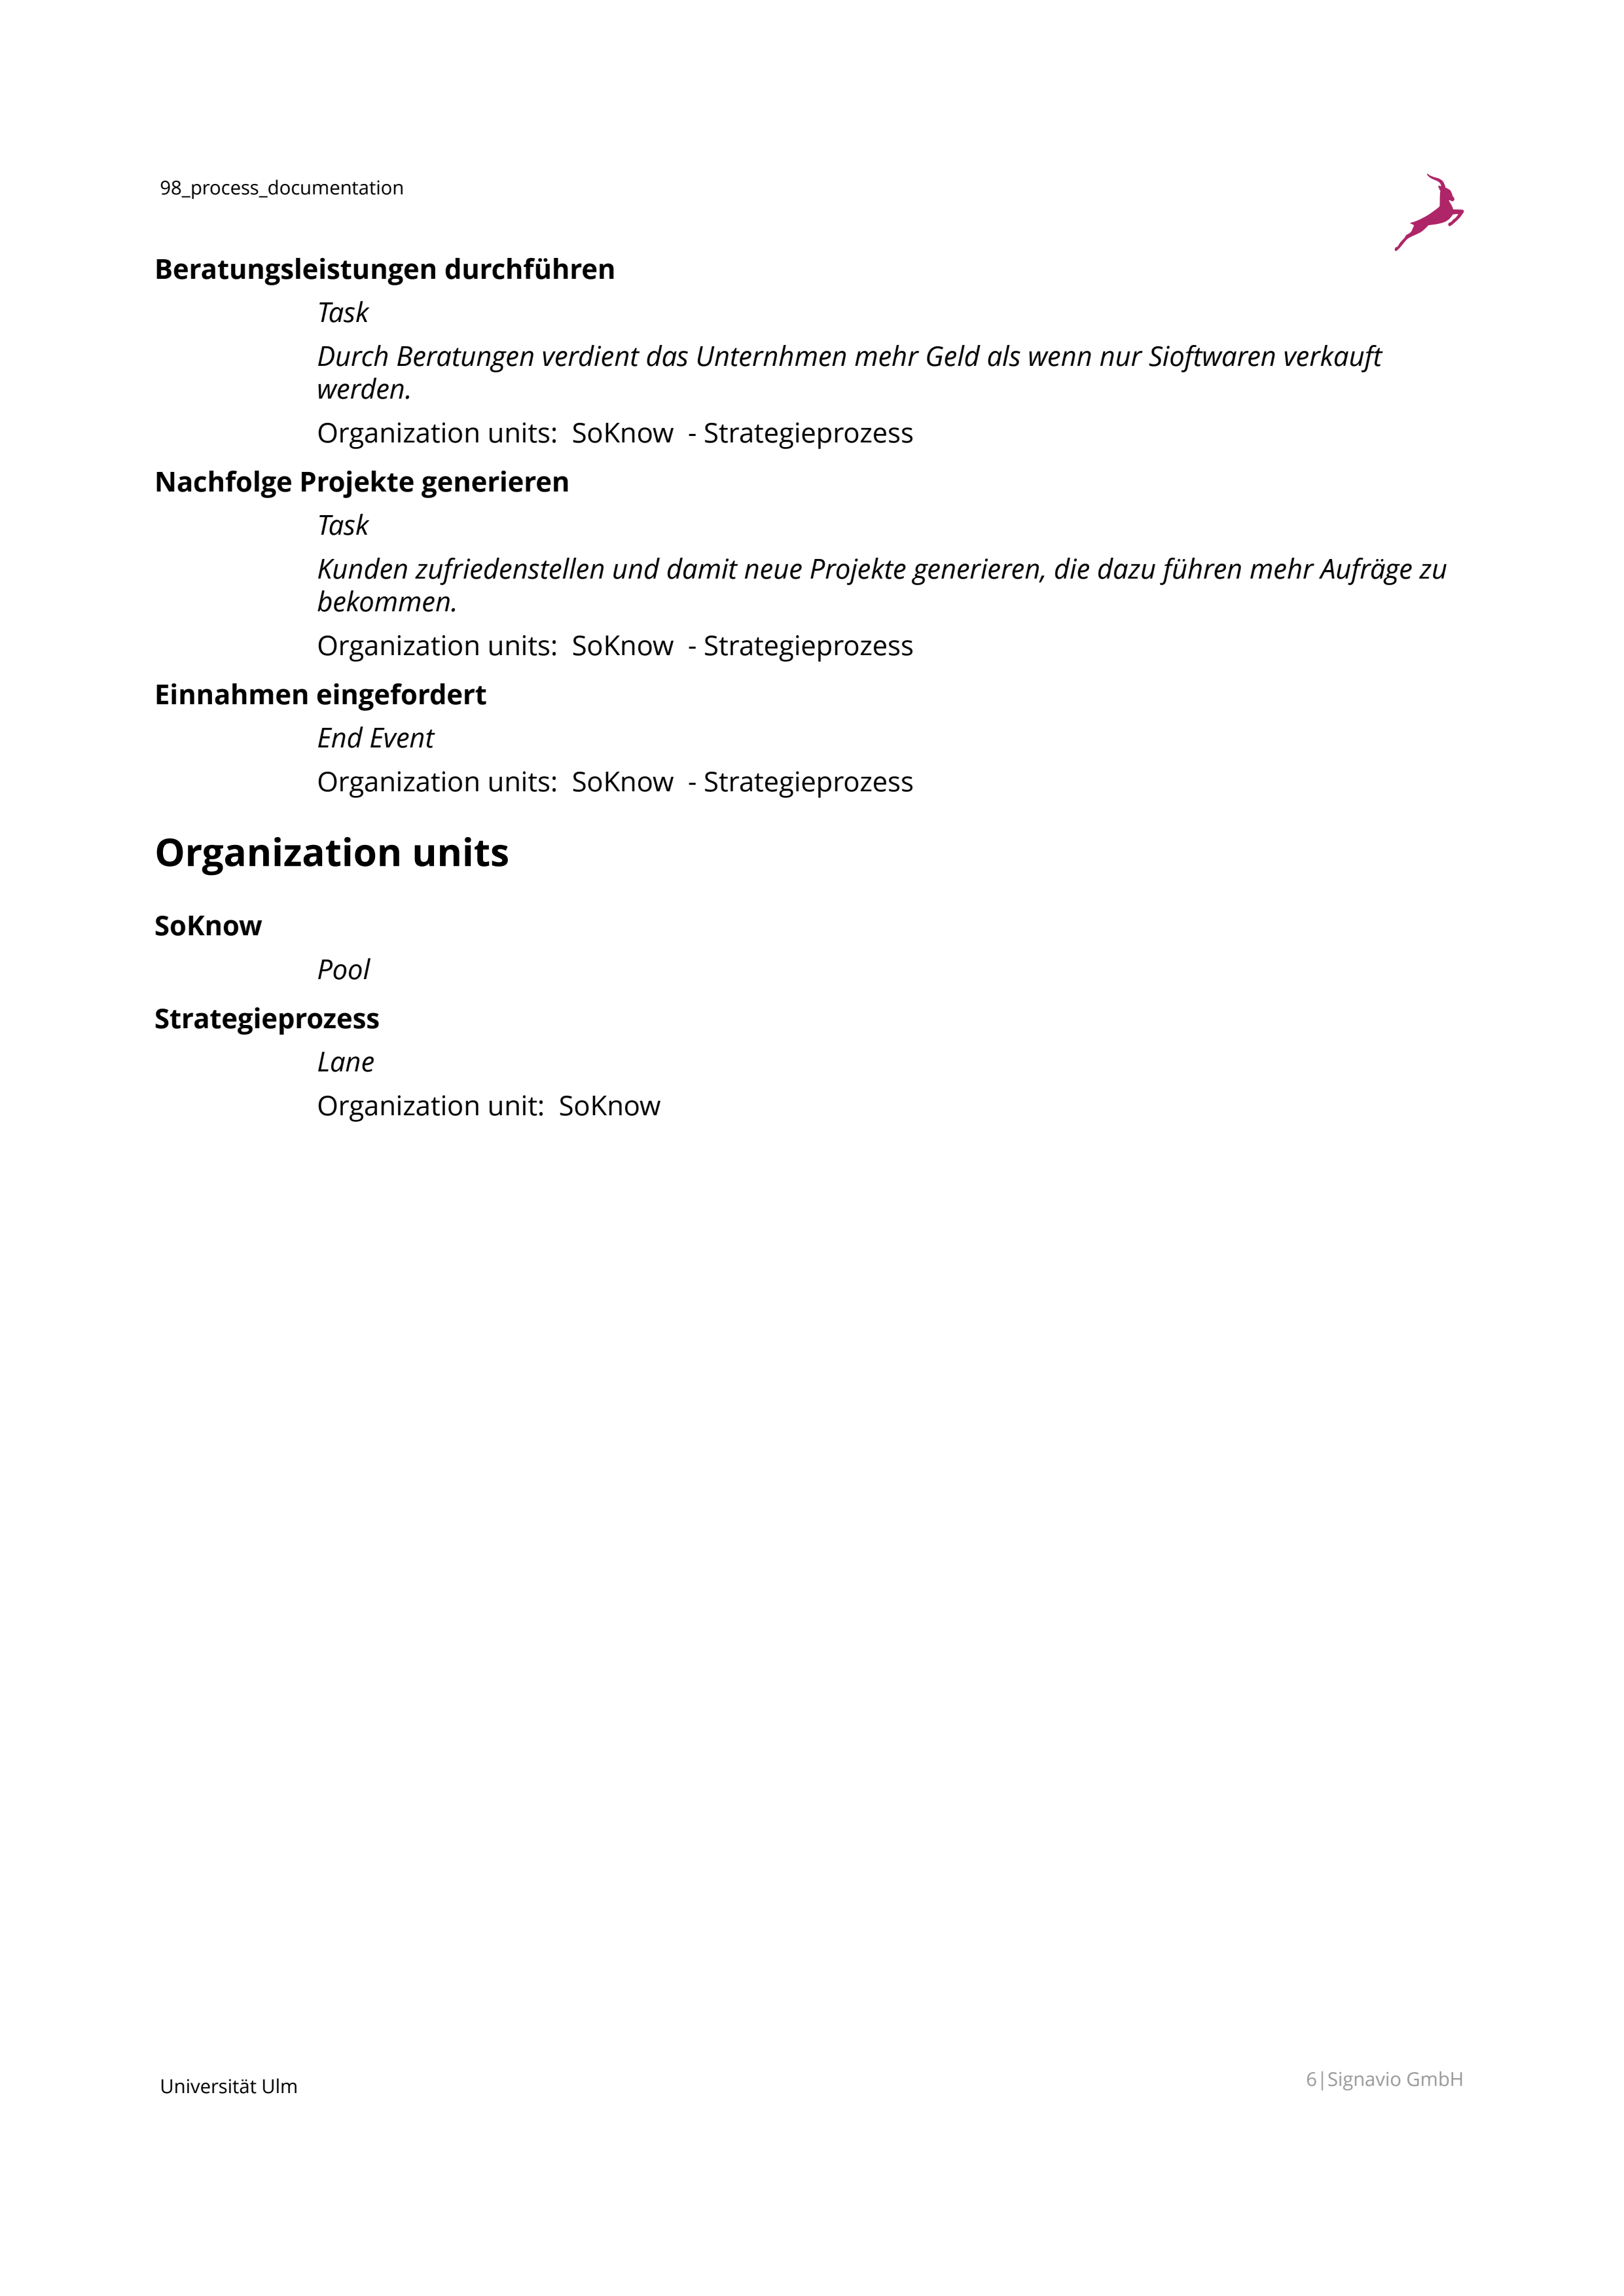 98_process_documentation
Beratungsleistungen durchführen
Task
Durch Beratungen verdient das Unternhmen mehr Geld als wenn nur Sioftwaren verkauft
werden.
Organization units:  SoKnow  - Strategieprozess
Nachfolge Projekte generieren
Task
Kunden zufriedenstellen und damit neue Projekte generieren, die dazu führen mehr Aufräge zu
bekommen.
Organization units:  SoKnow  - Strategieprozess
Einnahmen eingefordert
End Event
Organization units:  SoKnow  - Strategieprozess
Organization units
SoKnow
Pool
Strategieprozess
Lane
Organization unit:  SoKnow
Universität Ulm
6|Signavio GmbH